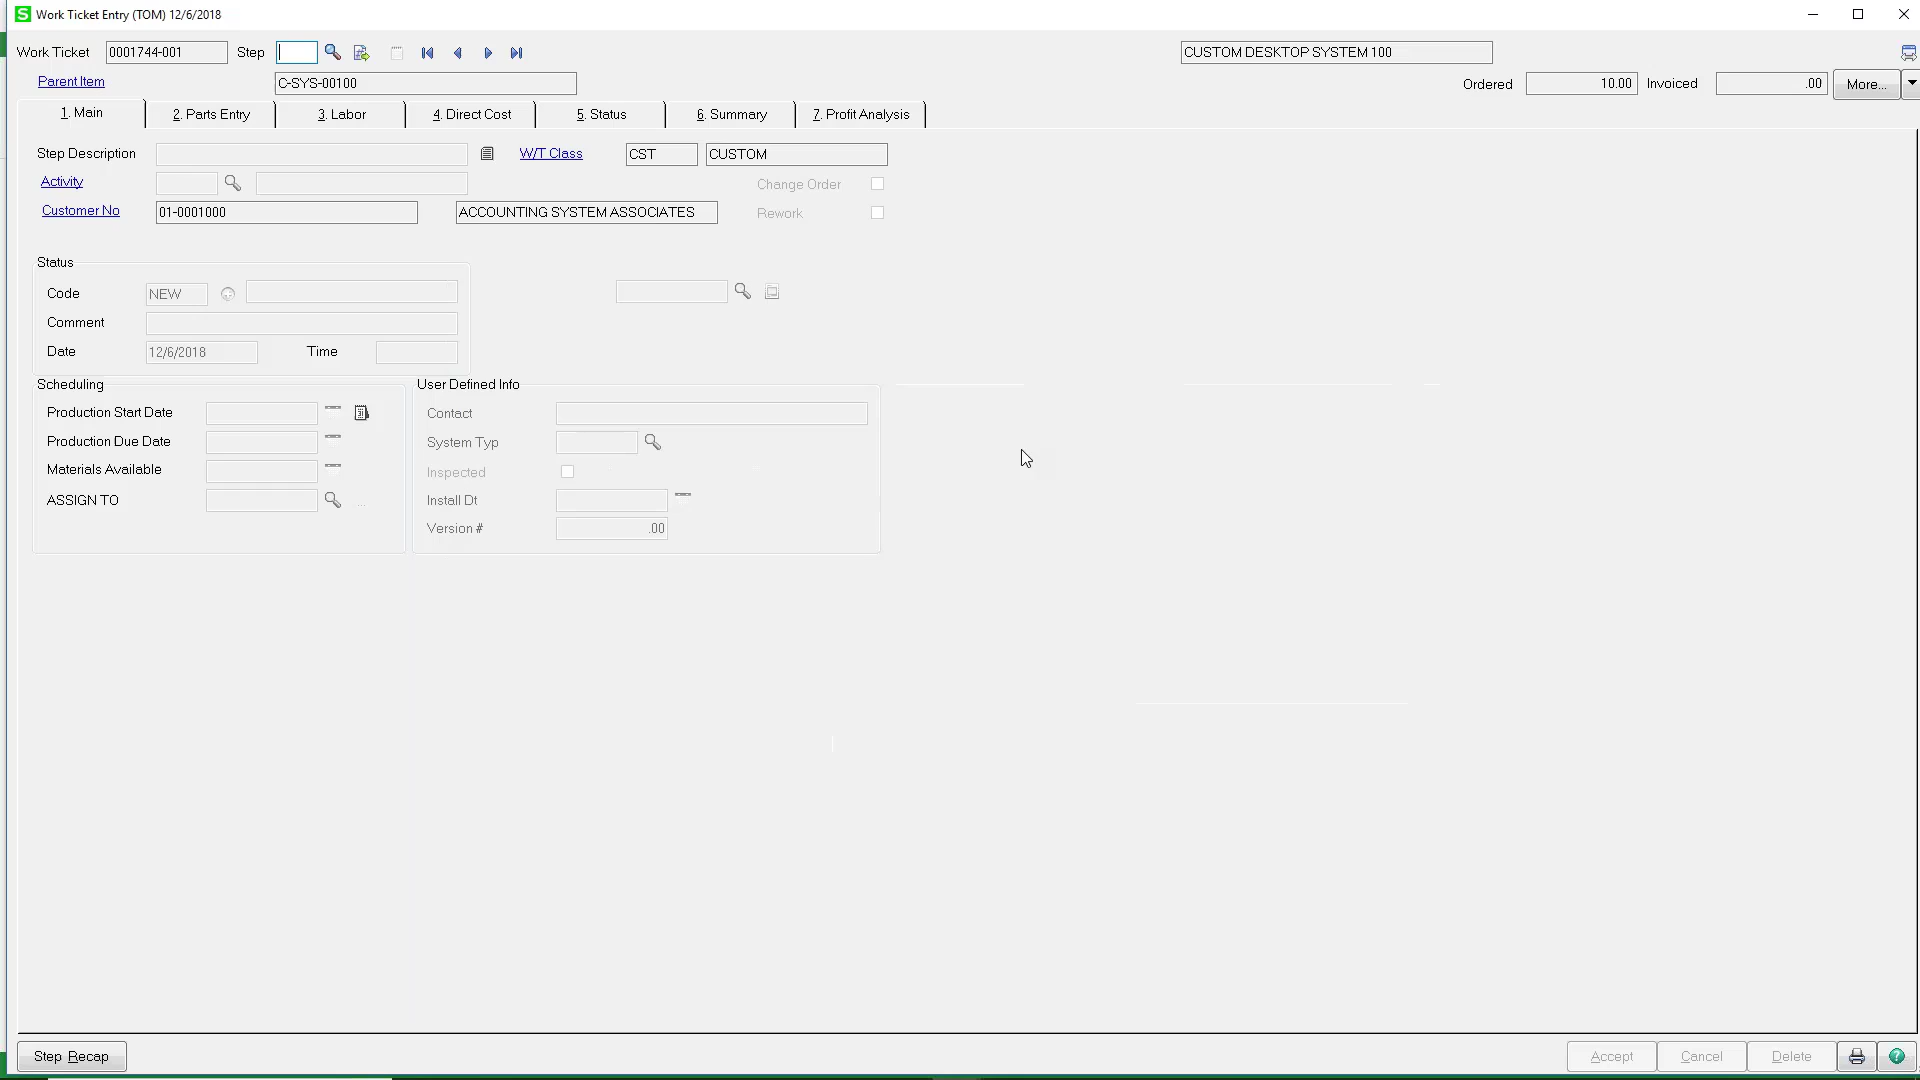 S Work Ticket Entry (TOM) 12/6/2018
Work Ticket 0001744-001 Step CUSTOM DESKTOP SYSTEM 100
Parent Item C-SYS-00100 Ordered 10.00 Invoiced .00 More...
1. Main 2. Parts Entry 3. Labor 4. Direct Cost 5. Status 6. Summary 7. Profit Analysis
Step Description W/T Class CST CUSTOM
Activity Change Order
Customer No 01-0001000 ACCOUNTING SYSTEM ASSOCIATES Rework
Status
Code NEW
Comment
Date 12/6/2018 Time
Scheduling User Defined Info
Production Start Date Contact
Production Due Date System Typ
Materials Available Inspected
ASSIGN TO ... Install Dt
Version # .00
Step Recap Accept Cancel Delete ?